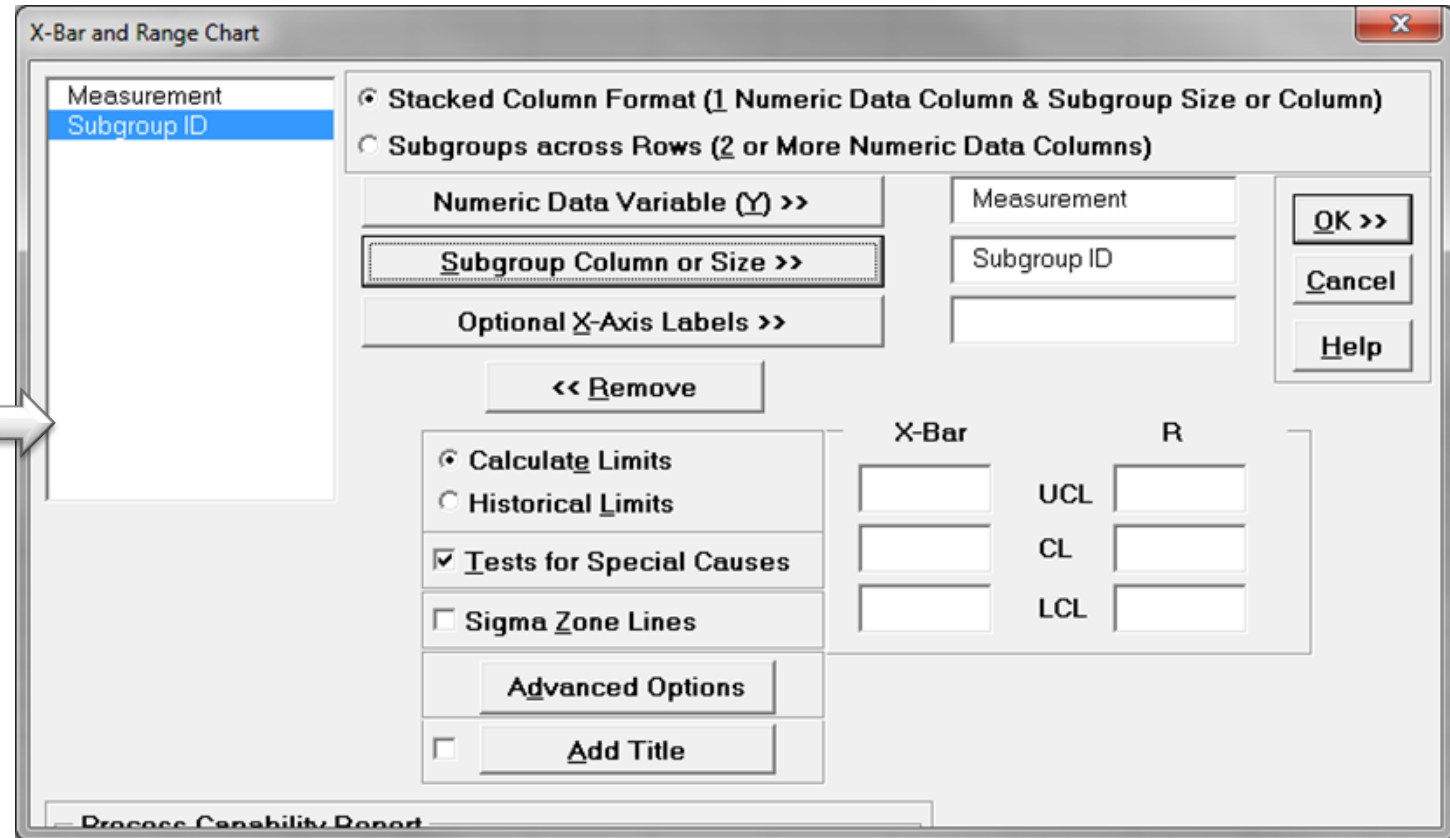 X-Bar and Range Chart
X
Measurement
Subgroup ID
Stacked Column Format (1 Numeric Data Column & Subgroup Size or Column)
Subgroups across Rows (2 or More Numeric Data Columns)
Numeric Data Variable (Y) >>
Measurement
Subgroup Column or Size >>
Subgroup ID
Optional X-Axis Labels >>
<< Remove
OK >>
Cancel
Help
Calculate Limits
Historical Limits
Tests for Special Causes
Sigma Zone Lines
Advanced Options
Add Title
X-Bar R
UCL
CL
LCL
Process Capability Report